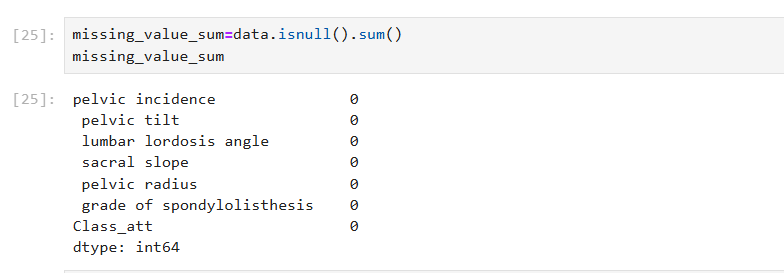 [25]: missing_value_sum=data.isnull().sum()
missing_value_sum
[25]: pelvic incidence 0
pelvic tilt 0
lumbar lordosis angle 0
sacral slope 0
pelvic radius 0
grade of spondylolisthesis 0
Class_att 0
dtype: int64